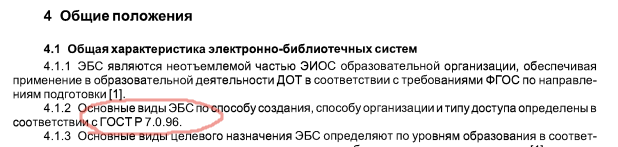 4 Общие положения
4.1 Общая характеристика электронно-библиотечных систем
4.1.1 ЭБС являются неотъемлемой частью ЭИОС образовательной организации, обеспечивая
применение в образовательной деятельности ДОТ в соответствии с требованиями ФГОС по направле-
ниям подготовки [1].
4.1.2 Основные виды ЭБС по способу создания, способу организации и типу доступа определены в
соответствии с ГОСТ Р 7.0.96.
4.1.3 Основные виды целевого назначения ЭБС определяют по уровням образования в соответ-